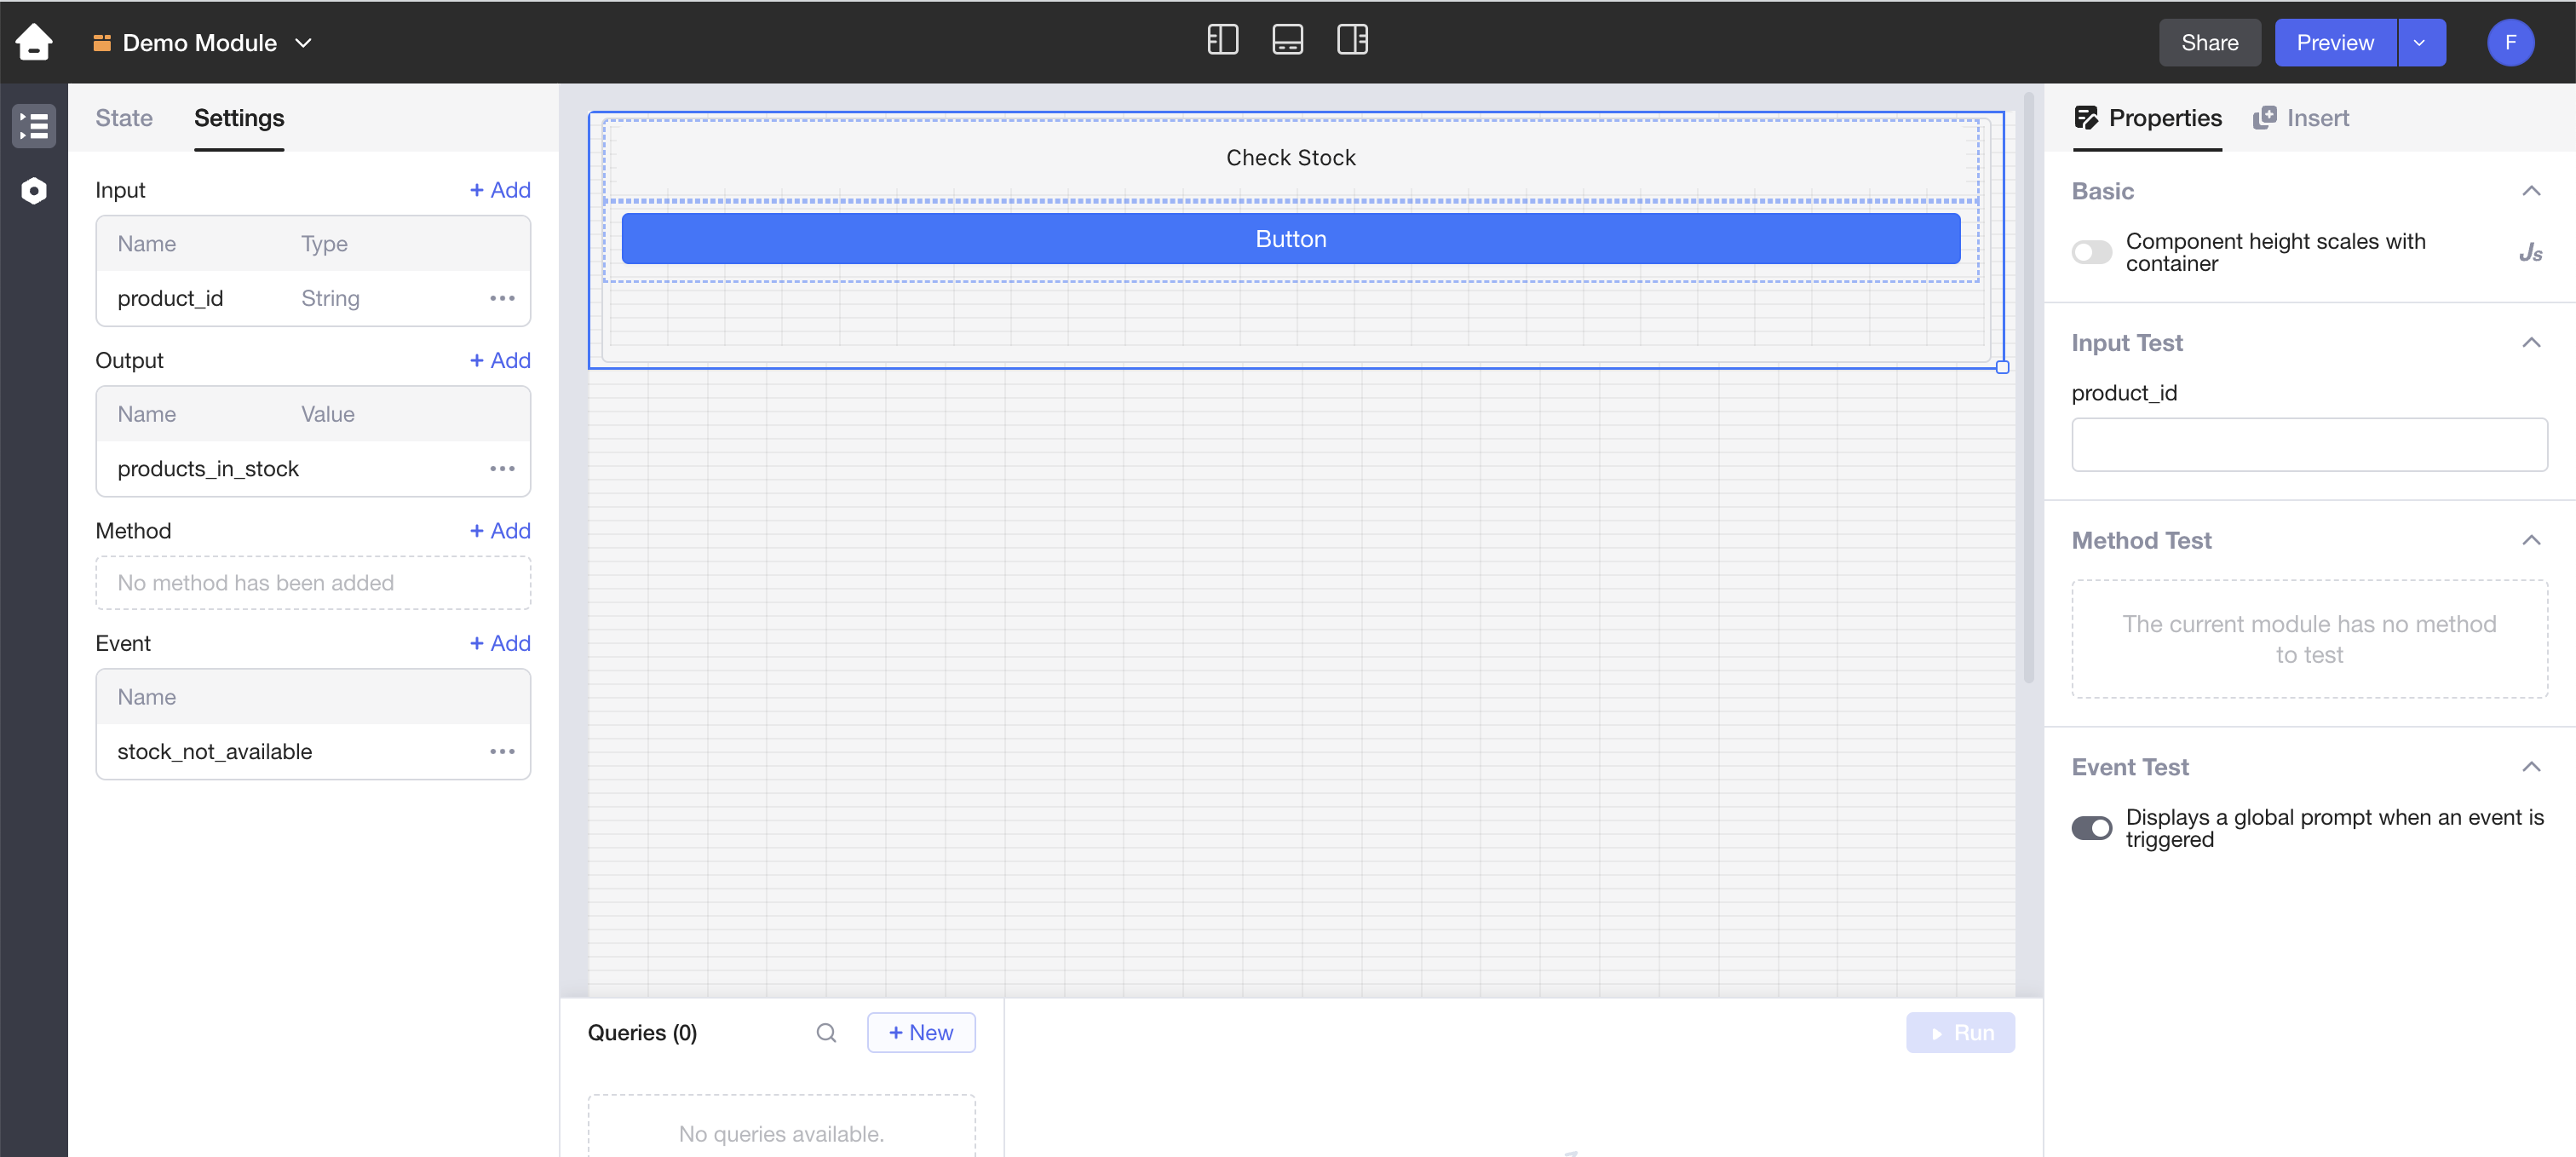 Demo Module
Share
Preview
F
State
Settings
Input
+ Add
Name
Type
product_id
String
Output
+ Add
Name
Value
products_in_stock
Method
+ Add
No method has been added
Event
+ Add
Name
stock_not_available
Check Stock
Button
Queries (0)
+ New
No queries available.
Run
Properties
Insert
Basic
Component height scales with
container
Js
Input Test
product_id
Method Test
The current module has no method
to test
Event Test
Displays a global prompt when an event is
triggered